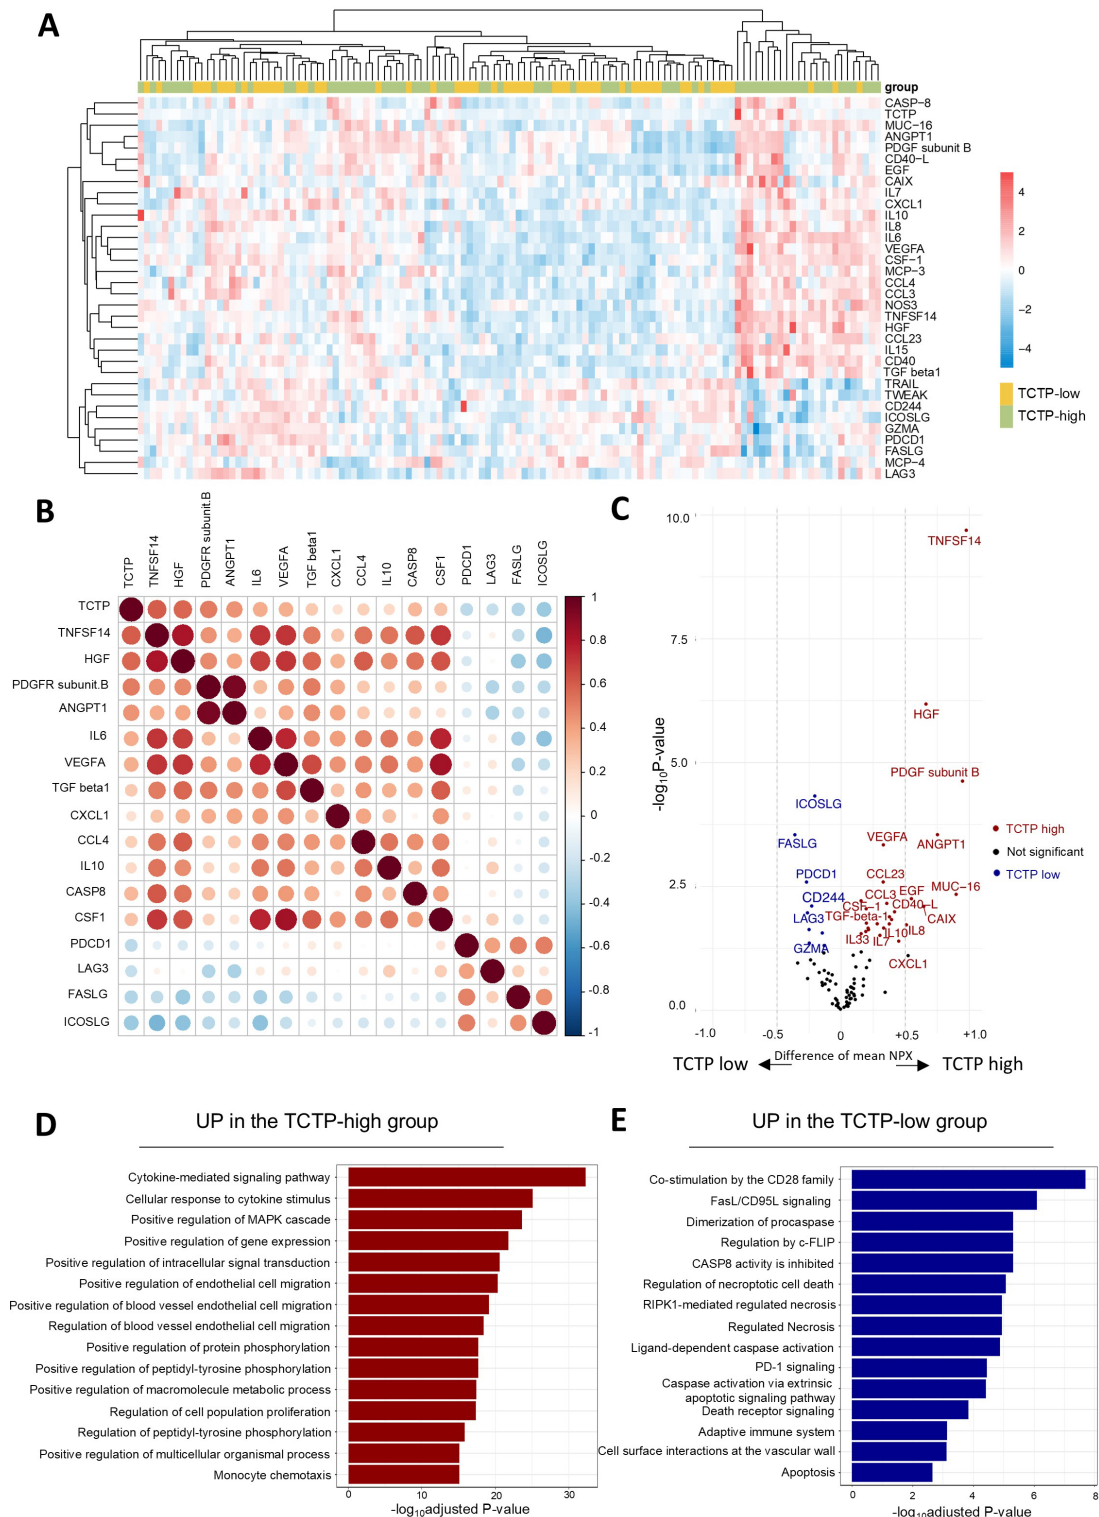 A
group
CASP-8
TCTP
MUC-16
ANGPT1
PDGF subunit B
CD40-L
EGF
CAIX
IL7
CXCL1
IL10
IL8
IL6
VEGFA
CSF-1
MCP-3
CCL4
CCL3
NOS3
TNFSF14
HGF
CCL23
IL15
CD40
TGF beta1
TRAIL
TWEAK
CD244
ICOSLG
GZMA
PDCD1
FASLG
MCP-4
LAG3
4
2
0
−2
−4
TCTP-low
TCTP-high
B
TCTP
TNFSF14
HGF
PDGFR subunit.B
ANGPT1
IL6
VEGFA
TGF beta1
CXCL1
CCL4
IL10
CASP8
CSF1
PDCD1
LAG3
FASLG
ICOSLG
TCTP
TNFSF14
HGF
PDGFR subunit.B
ANGPT1
IL6
VEGFA
TGF beta1
CXCL1
CCL4
IL10
CASP8
CSF1
PDCD1
LAG3
FASLG
ICOSLG
1
0.8
0.6
0.4
0.2
0
-0.2
-0.4
-0.6
-0.8
-1
C
10.0
7.5
5.0
2.5
0.0
-log10P-value
TNFSF14
HGF
PDGF subunit B
ICOSLG
FASLG
VEGFA
ANGPT1
PDCD1
CCL23
CD244
CCL3
EGF
MUC-16
CSF-1
CD40-L
LAG3
TGF-beta-1
CAIX
GZMA
IL33
IL7
IL10
IL8
CXCL1
TCTP high
Not significant
TCTP low
-1.0
-0.5
0
+0.5
+1.0
TCTP low
Difference of mean NPX
TCTP high
D
UP in the TCTP-high group
Cytokine-mediated signaling pathway
Cellular response to cytokine stimulus
Positive regulation of MAPK cascade
Positive regulation of gene expression
Positive regulation of intracellular signal transduction
Positive regulation of endothelial cell migration
Positive regulation of blood vessel endothelial cell migration
Regulation of blood vessel endothelial cell migration
Positive regulation of protein phosphorylation
Positive regulation of peptidyl-tyrosine phosphorylation
Positive regulation of macromolecule metabolic process
Regulation of cell population proliferation
Regulation of peptidyl-tyrosine phosphorylation
Positive regulation of multicellular organismal process
Monocyte chemotaxis
0
10
20
30
-log10adjusted P-value
E
UP in the TCTP-low group
Co-stimulation by the CD28 family
FasL/CD95L signaling
Dimerization of procaspase
Regulation by c-FLIP
CASP8 activity is inhibited
Regulation of necroptotic cell death
RIPK1-mediated regulated necrosis
Regulated Necrosis
Ligand-dependent caspase activation
PD-1 signaling
Caspase activation via extrinsic
apoptotic signaling pathway
Death receptor signaling
Adaptive immune system
Cell surface interactions at the vascular wall
Apoptosis
0
2
4
6
8
-log10adjusted P-value